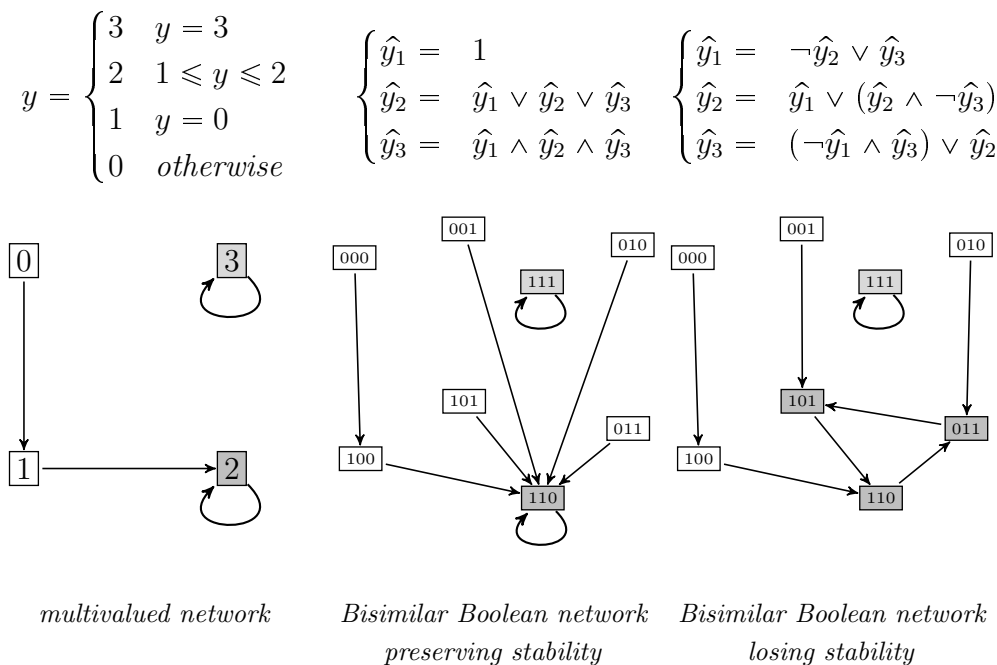 y = { 3 y = 3
2 1 ⩽ y ⩽ 2
1 y = 0
0 otherwise
{ ŷ₁ = 1
ŷ₂ = ŷ₁ ∨ ŷ₂ ∨ ŷ₃
ŷ₃ = ŷ₁ ∧ ŷ₂ ∧ ŷ₃
{ ŷ₁ = ¬ŷ₂ ∨ ŷ₃
ŷ₂ = ŷ₁ ∨ (ŷ₂ ∧ ¬ŷ₃)
ŷ₃ = (¬ŷ₁ ∧ ŷ₃) ∨ ŷ₂
0
3
1
2
multivalued network
001
000
010
111
101
011
100
110
Bisimilar Boolean network
preserving stability
001
000
010
111
101
011
100
110
Bisimilar Boolean network
losing stability